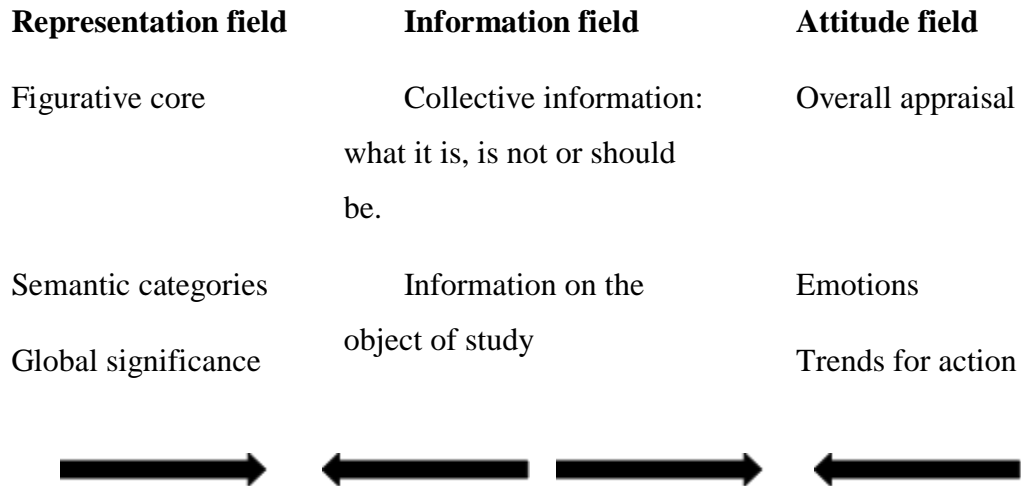 Representation field
Information field
Attitude field
Figurative core
Collective information:
what it is, is not or should
be.
Overall appraisal
Semantic categories
Information on the
object of study
Emotions
Global significance
Trends for action